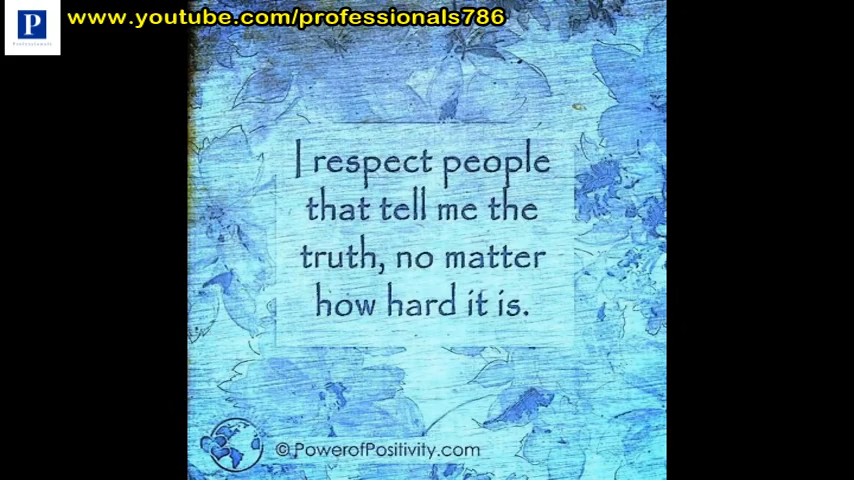 P
Professionals
www.youtube.com/professionals786
I respect people
that tell me the
truth, no matter
how hard it is.
© PowerofPositivity.com